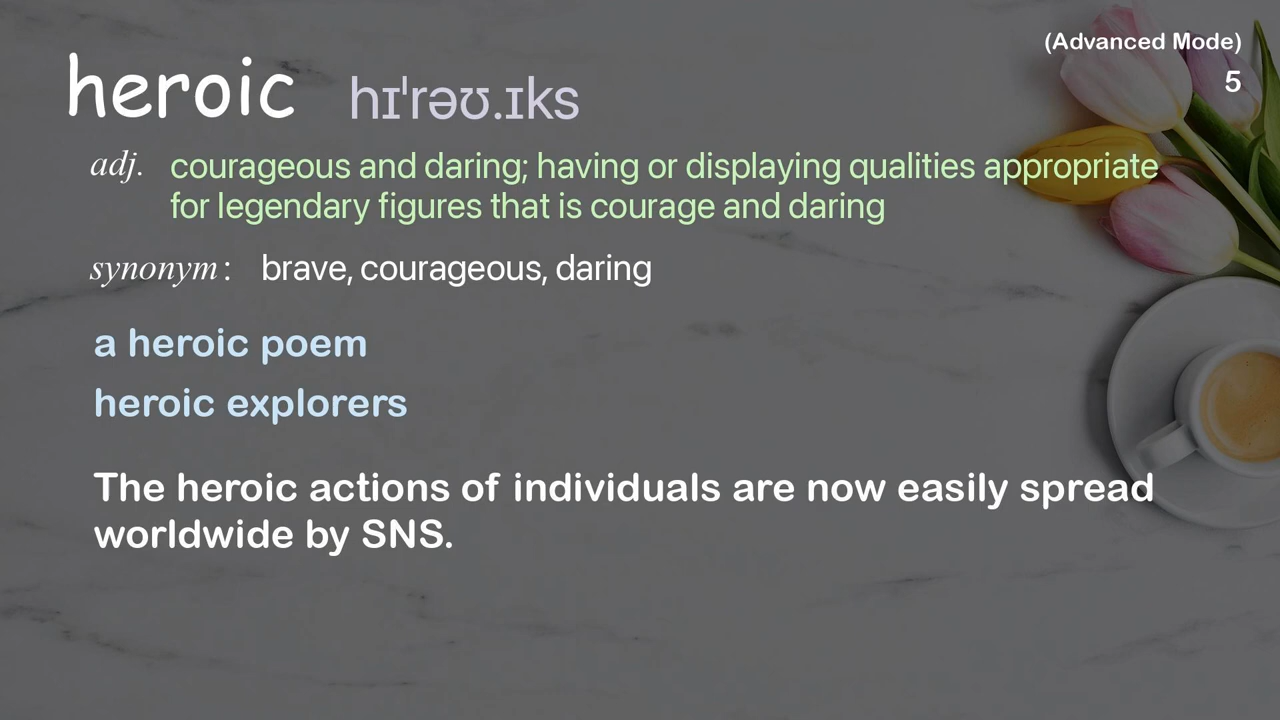 (Advanced Mode)
5
heroic hɪˈrəʊ.ɪks
adj. courageous and daring; having or displaying qualities appropriate
for legendary figures that is courage and daring
synonym: brave, courageous, daring
a heroic poem
heroic explorers
The heroic actions of individuals are now easily spread
worldwide by SNS.